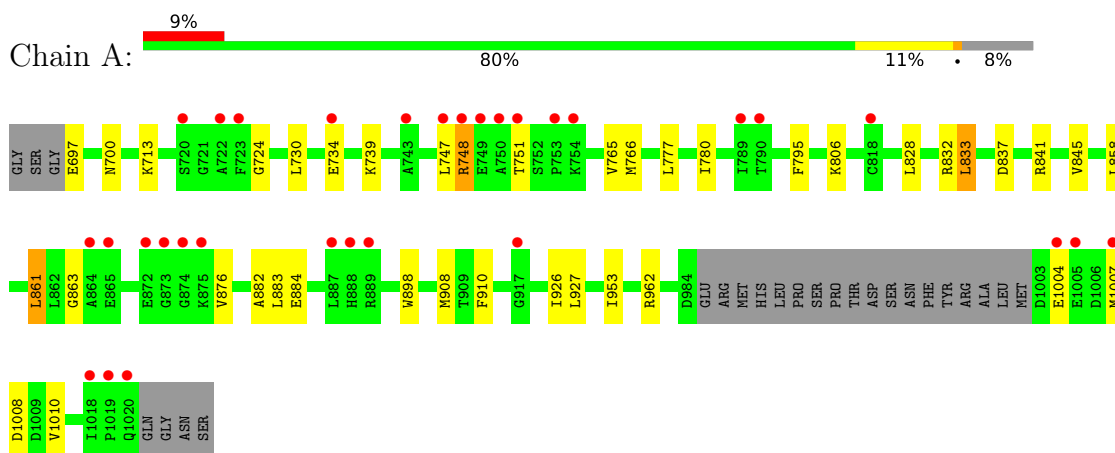 9%
Chain A:
80% 11% • 8%
GLY SER GLY E697 N700 K713 S720 G721 A722 F723 G724 L730 E734 K739 A743 L747 R748 E749 A750 T751 S752 P753 K754 V765 M766 L777 I780 I789 T790 F795 K806 C818 L828 R832 L833 D837 R841 V845 L858
L861 L862 G863 A864 E865 E872 G873 G874 K875 V876 A882 L883 E884 L887 H888 R889 W898 M908 T909 F910 G917 I926 L927 I953 R962 D984 GLU ARG MET HIS LEU PRO SER PRO THR ASP SER ASN PHE TYR ARG ALA LEU MET D1003 E1004 E1005 D1006 M1007
D1008 D1009 V1010 I1018 P1019 Q1020 GLN GLY ASN SER